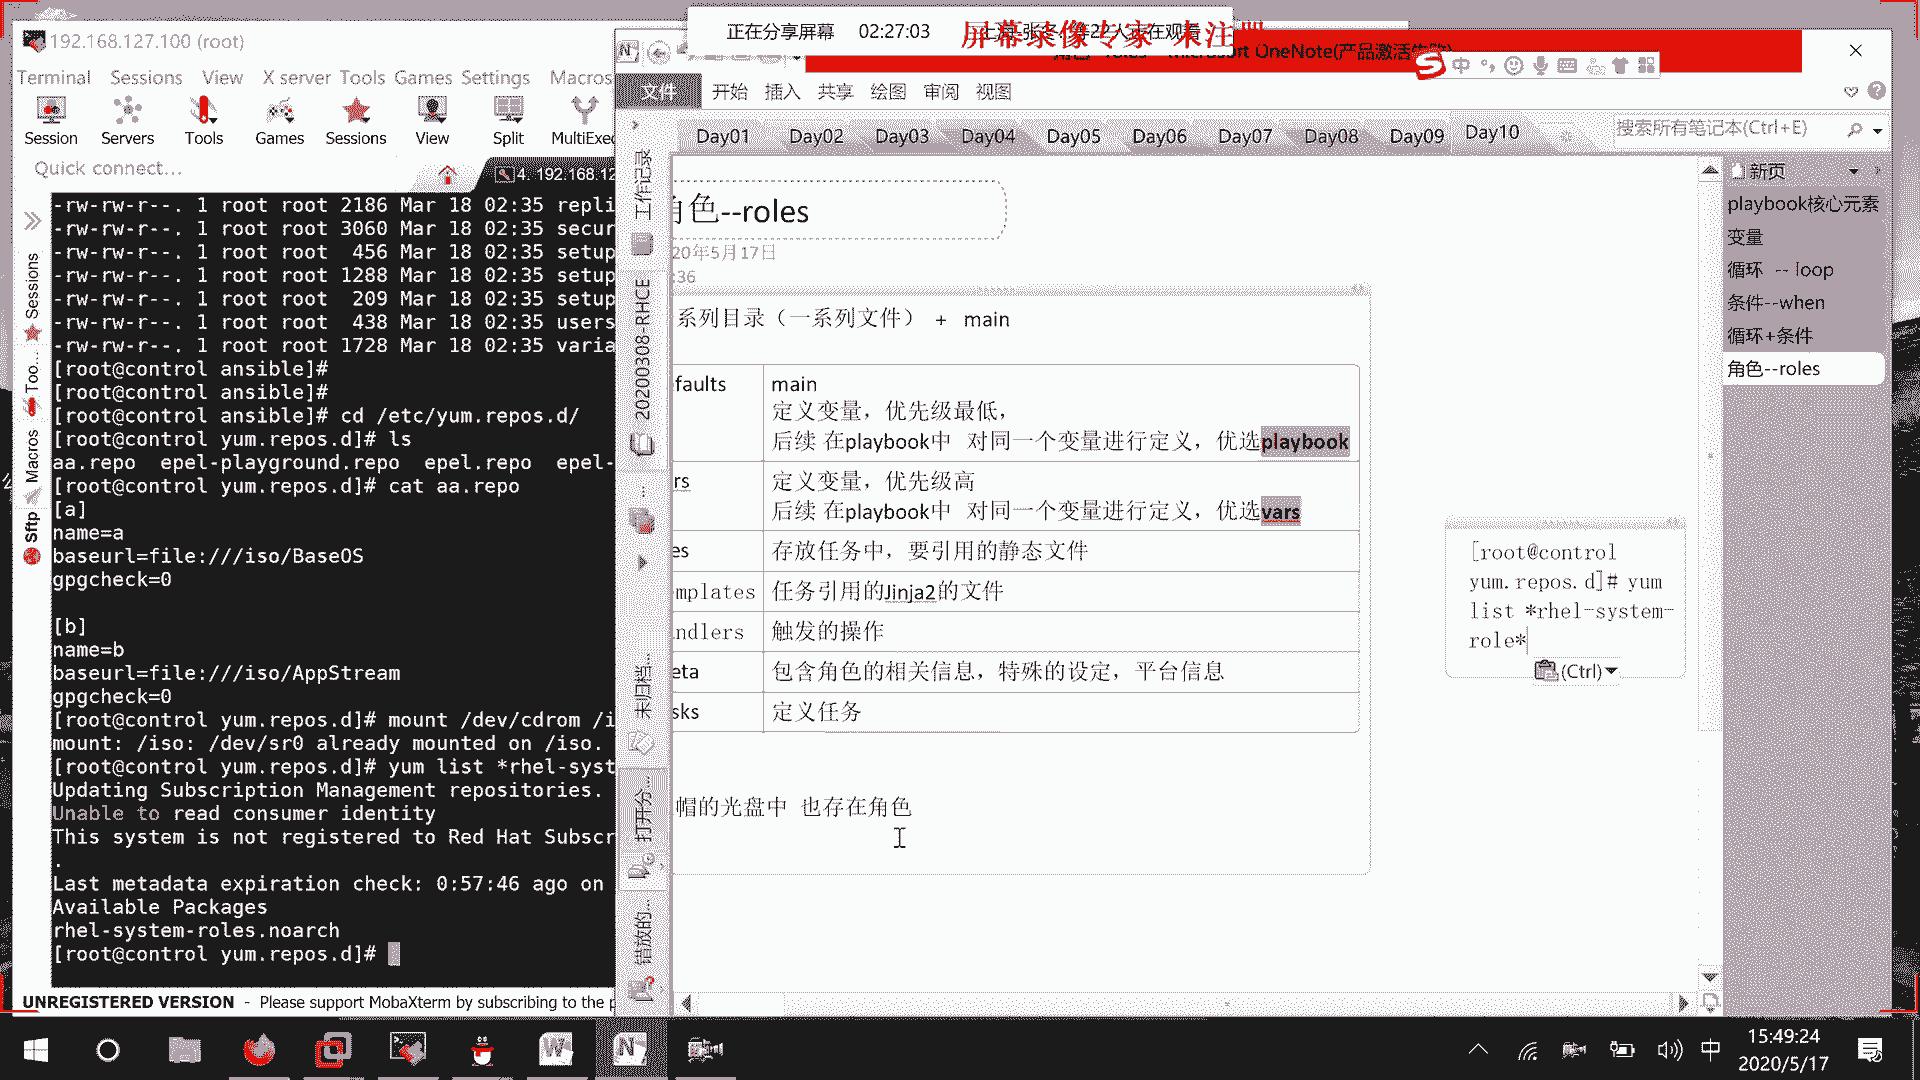 正在分享屏幕 02:27:03
屏幕录像专家 未注册
192.168.127.100 (root)
OneNote(产品激活失败)
Terminal Sessions View X server Tools Games Settings Macros
Session Servers Tools Games Sessions View Split MultiExec
Quick connect...
4. 192.168.12
文件 开始 插入 共享 绘图 审阅 视图
Day01 Day02 Day03 Day04 Day05 Day06 Day07 Day08 Day09 Day10
搜索所有笔记本(Ctrl+E)
Sessions
Too...
Macros
Sftp
-rw-rw-r--. 1 root root 2186 Mar 18 02:35 repli
-rw-rw-r--. 1 root root 3060 Mar 18 02:35 secur
-rw-rw-r--. 1 root root  456 Mar 18 02:35 setup
-rw-rw-r--. 1 root root 1288 Mar 18 02:35 setup
-rw-rw-r--. 1 root root  209 Mar 18 02:35 setup
-rw-rw-r--. 1 root root  438 Mar 18 02:35 users
-rw-rw-r--. 1 root root 1728 Mar 18 02:35 varia
[root@control ansible]#
[root@control ansible]#
[root@control ansible]# cd /etc/yum.repos.d/
[root@control yum.repos.d]# ls
aa.repo  epel-playground.repo  epel.repo  epel-
[root@control yum.repos.d]# cat aa.repo
[a]
name=a
baseurl=file:///iso/BaseOS
gpgcheck=0
[b]
name=b
baseurl=file:///iso/AppStream
gpgcheck=0
[root@control yum.repos.d]# mount /dev/cdrom /i
mount: /iso: /dev/sr0 already mounted on /iso.
[root@control yum.repos.d]# yum list *rhel-syst
Updating Subscription Management repositories.
Unable to read consumer identity
This system is not registered to Red Hat Subscr
.
Last metadata expiration check: 0:57:46 ago on
Available Packages
rhel-system-roles.noarch
[root@control yum.repos.d]#
UNREGISTERED VERSION - Please support MobaXterm by subscribing to the p
工作记录
20200308-RHCE
...
未归档...
打开分...
错放的...
角色--roles
20年5月17日
:36
系列目录（一系列文件） + main
faults
main
定义变量，优先级最低，
后续 在playbook中 对同一个变量进行定义，优选playbook
rs
定义变量，优先级高
后续 在playbook中 对同一个变量进行定义，优选vars
es
存放任务中，要引用的静态文件
mplates
任务引用的Jinja2的文件
ndlers
触发的操作
eta
包含角色的相关信息，特殊的设定，平台信息
sks
定义任务
帽的光盘中 也存在角色
[root@control
yum.repos.d]# yum
list *rhel-system-
role*
(Ctrl)
新页
playbook核心元素
变量
循环 -- loop
条件--when
循环+条件
角色--roles
中
15:49:24
2020/5/17